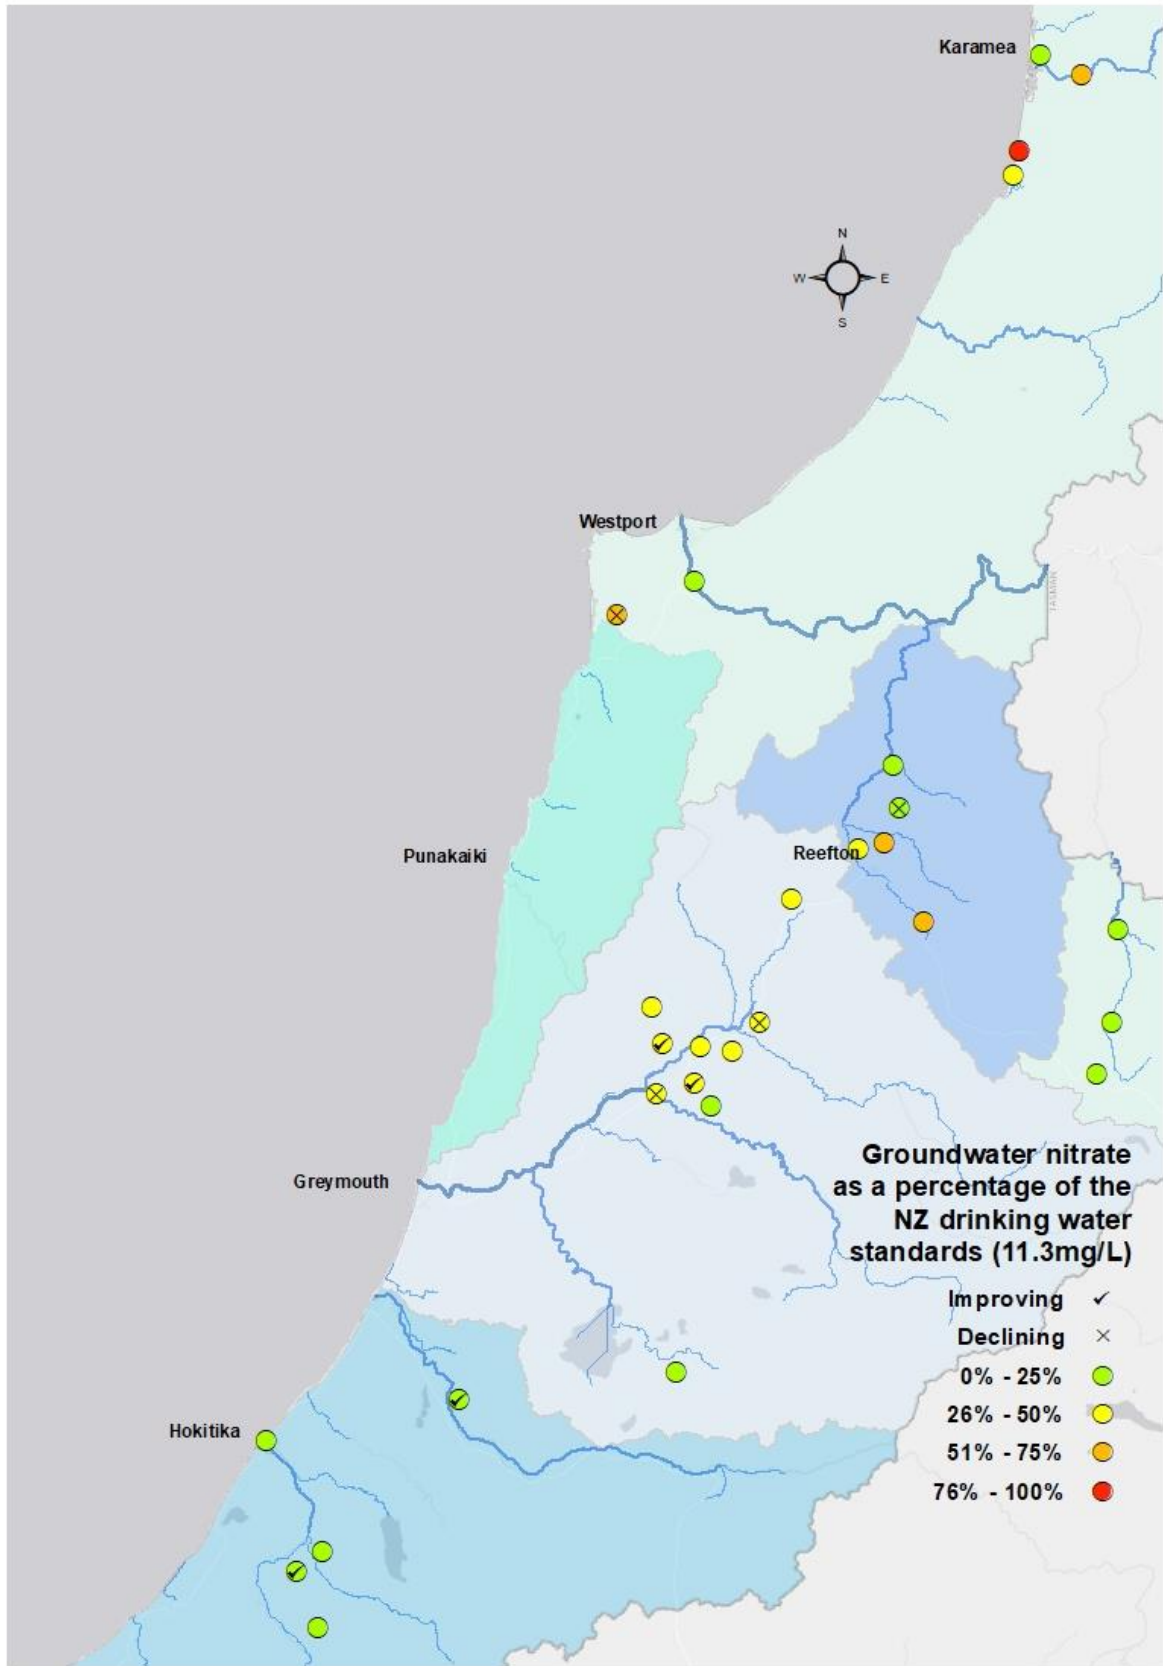 Karamea
N
W E
S
Westport
TASMAN
Punakaiki
Reefton
Greymouth
Groundwater nitrate
as a percentage of the
NZ drinking water
standards (11.3mg/L)
Improving
Declining
0% - 25%
26% - 50%
51% - 75%
76% - 100%
Hokitika